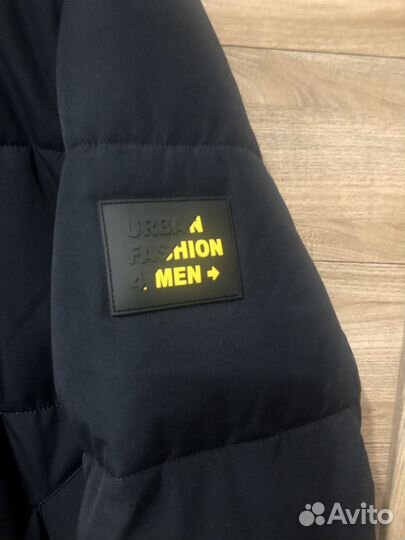 URBAN
FASHION
4 MEN →
Avito